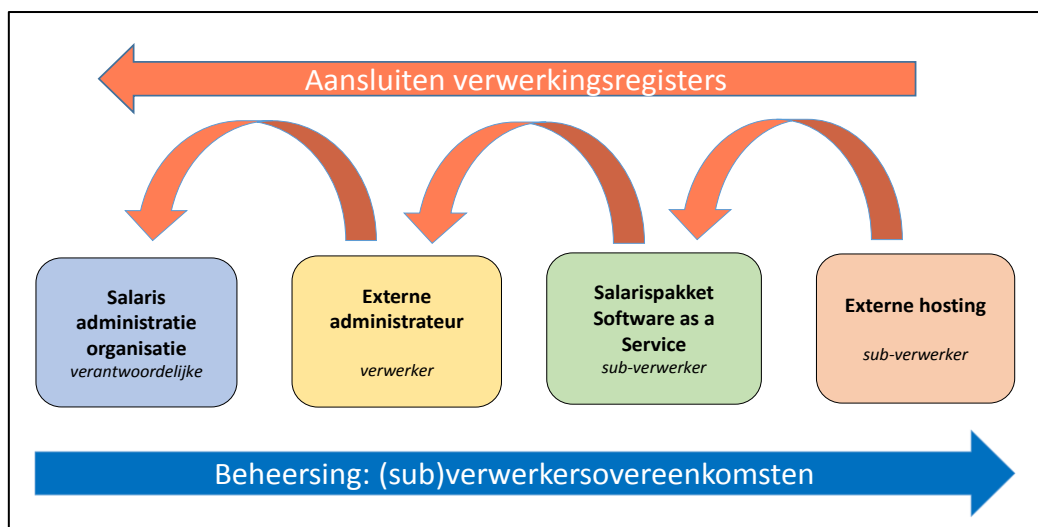 Aansluiten verwerkingsregisters
Salaris
administratie
organisatie
verantwoordelijke
Externe
administrateur
verwerker
Salarispakket
Software as a
Service
sub-verwerker
Externe hosting
sub-verwerker
Beheersing: (sub)verwerkersovereenkomsten